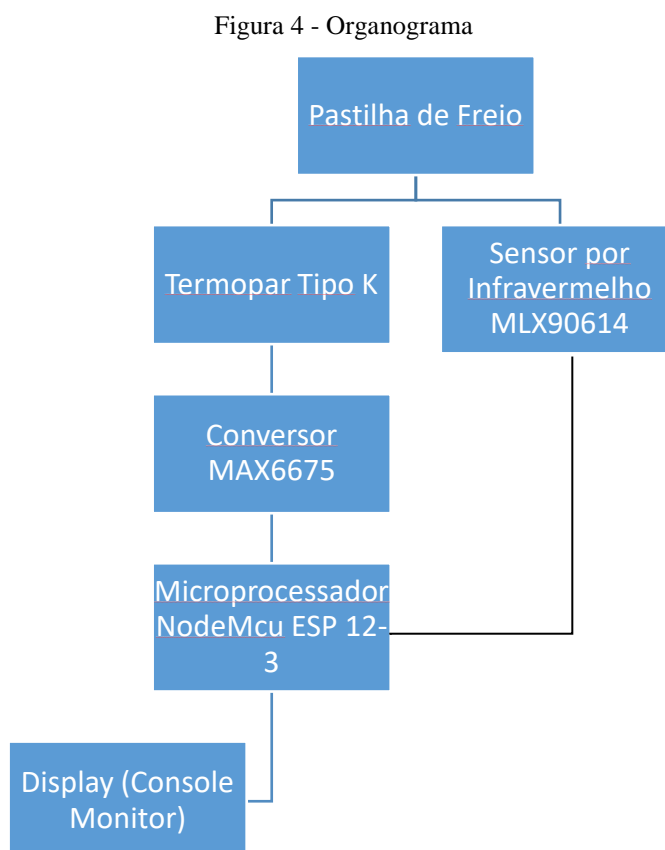 Figura 4 - Organograma
Pastilha de Freio
Termopar Tipo K
Sensor por
Infravermelho
MLX90614
Conversor
MAX6675
Microprocessador
NodeMcu ESP 12-
3
Display (Console
Monitor)